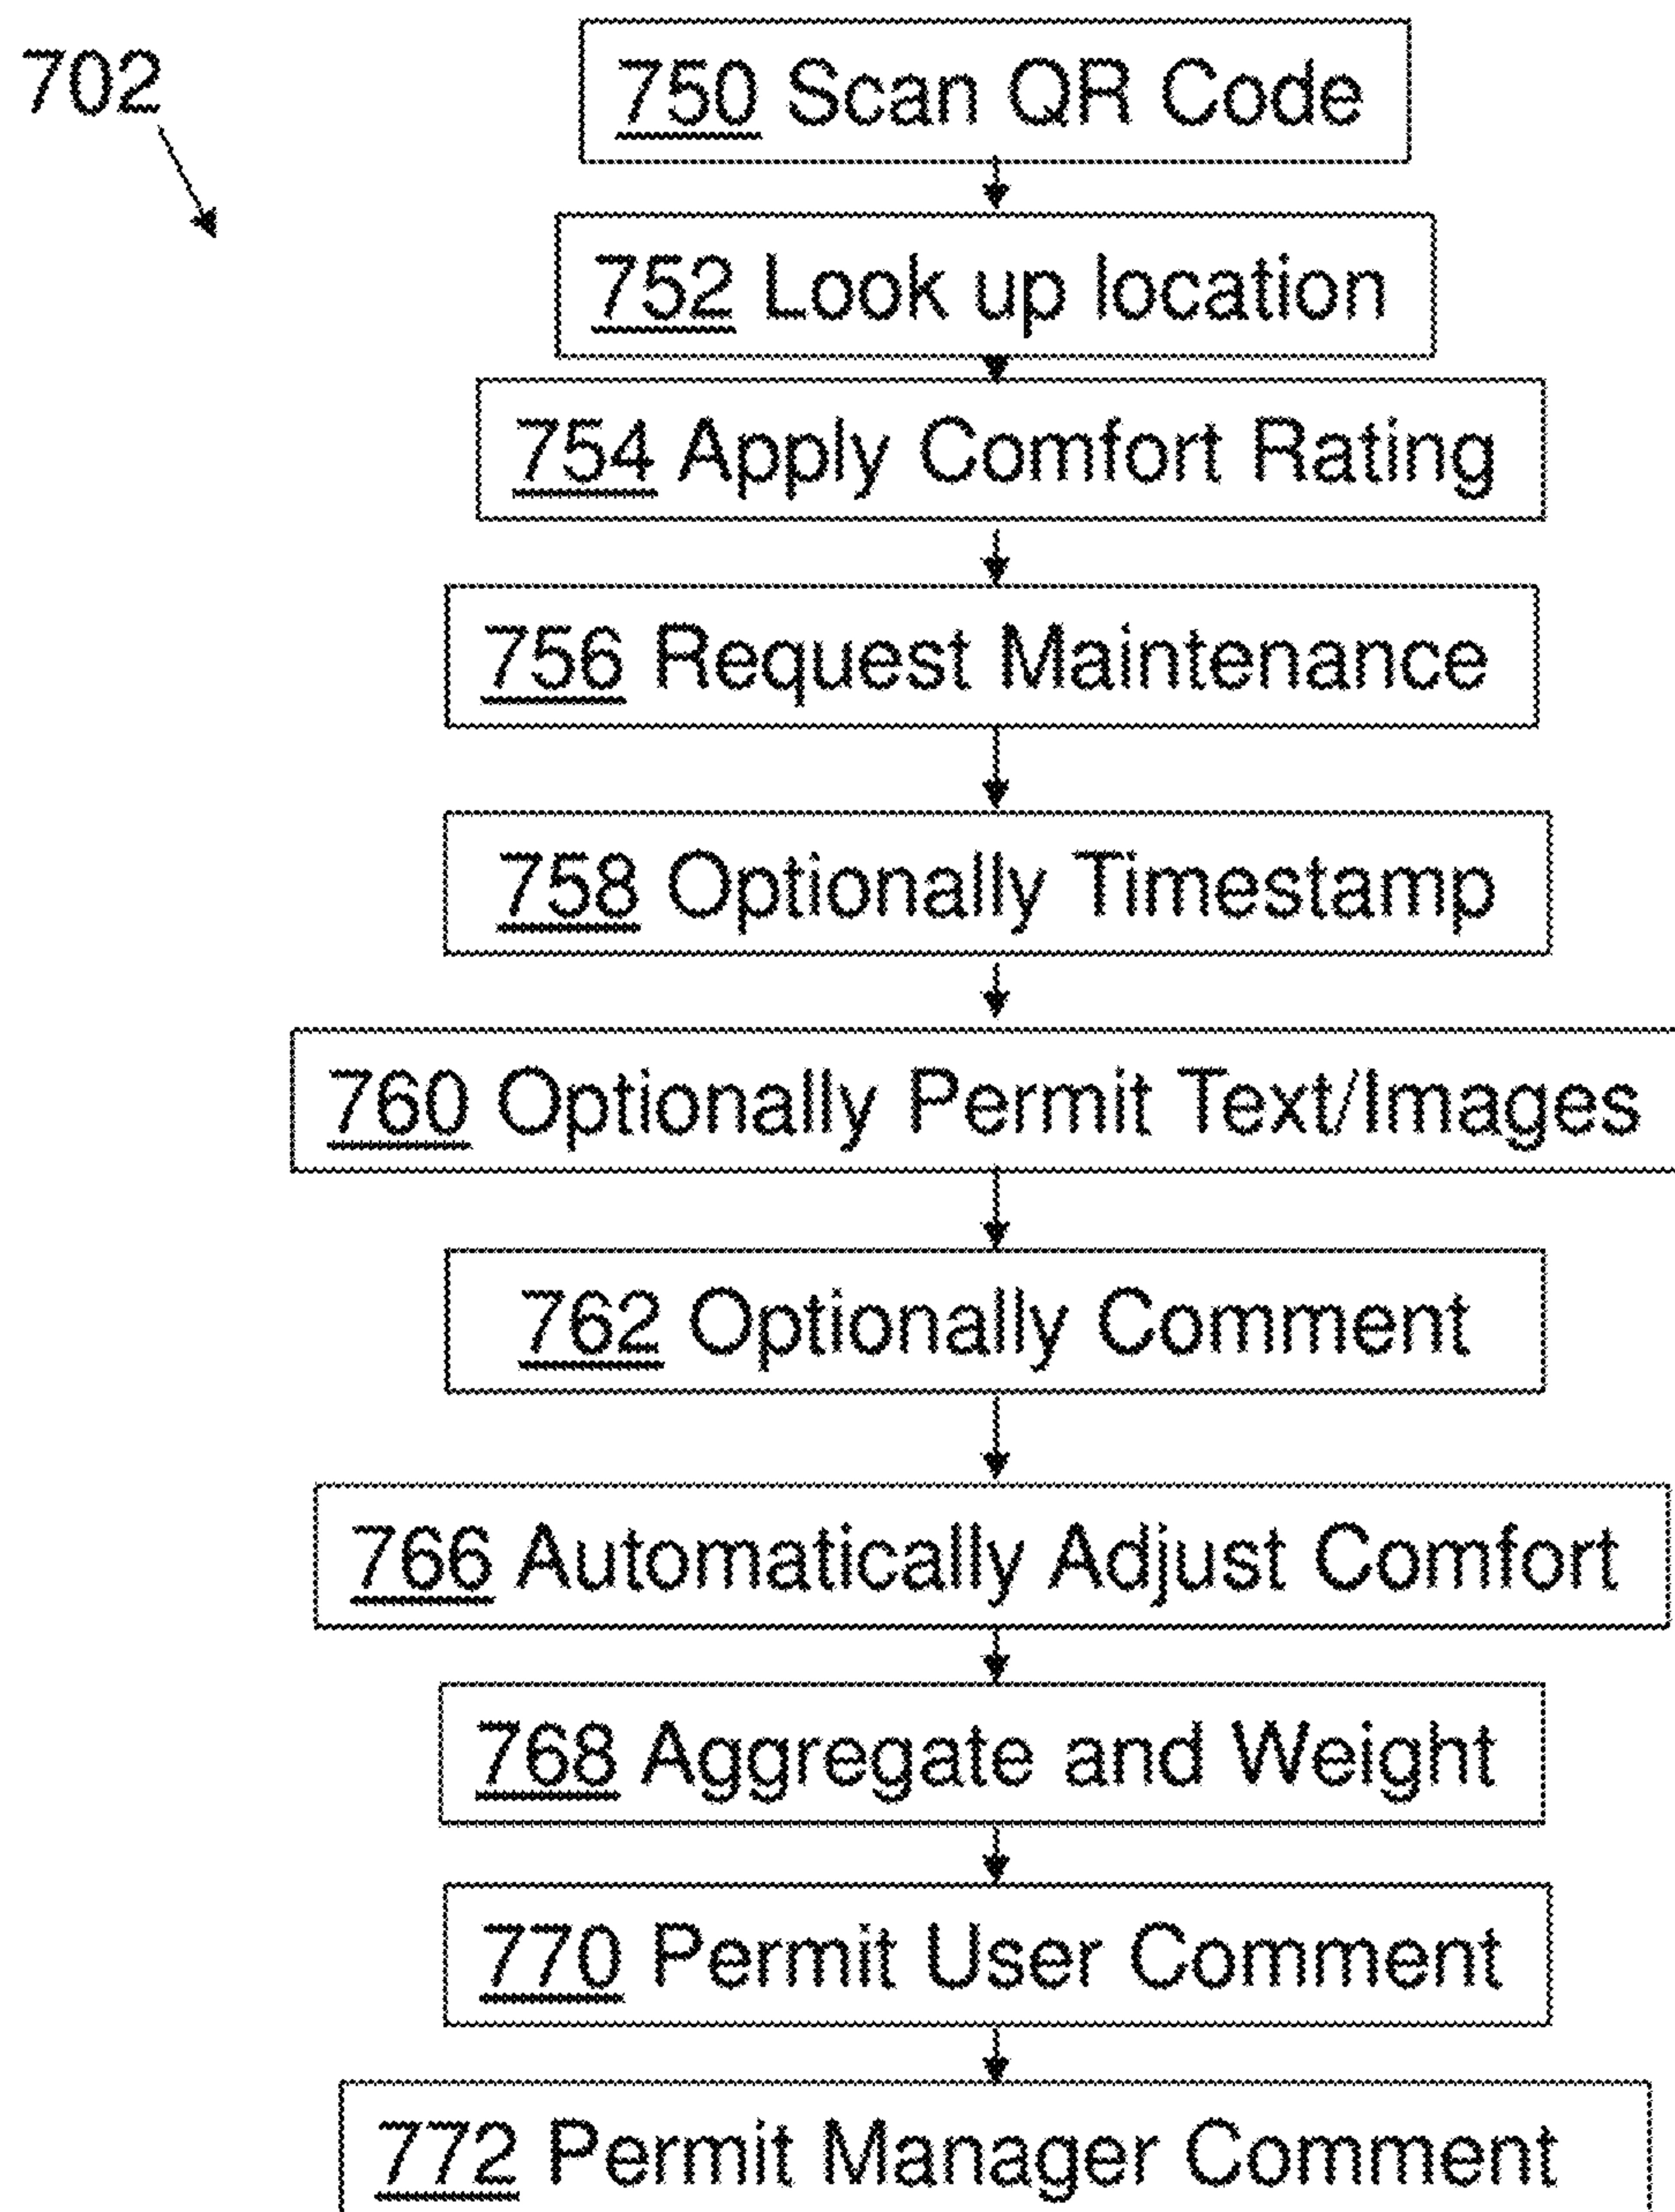 702
750 Scan QR Code
752 Look up location
754 Apply Comfort Rating
756 Request Maintenance
758 Optionally Timestamp
760 Optionally Permit Text/Images
762 Optionally Comment
766 Automatically Adjust Comfort
768 Aggregate and Weight
770 Permit User Comment
772 Permit Manager Comment